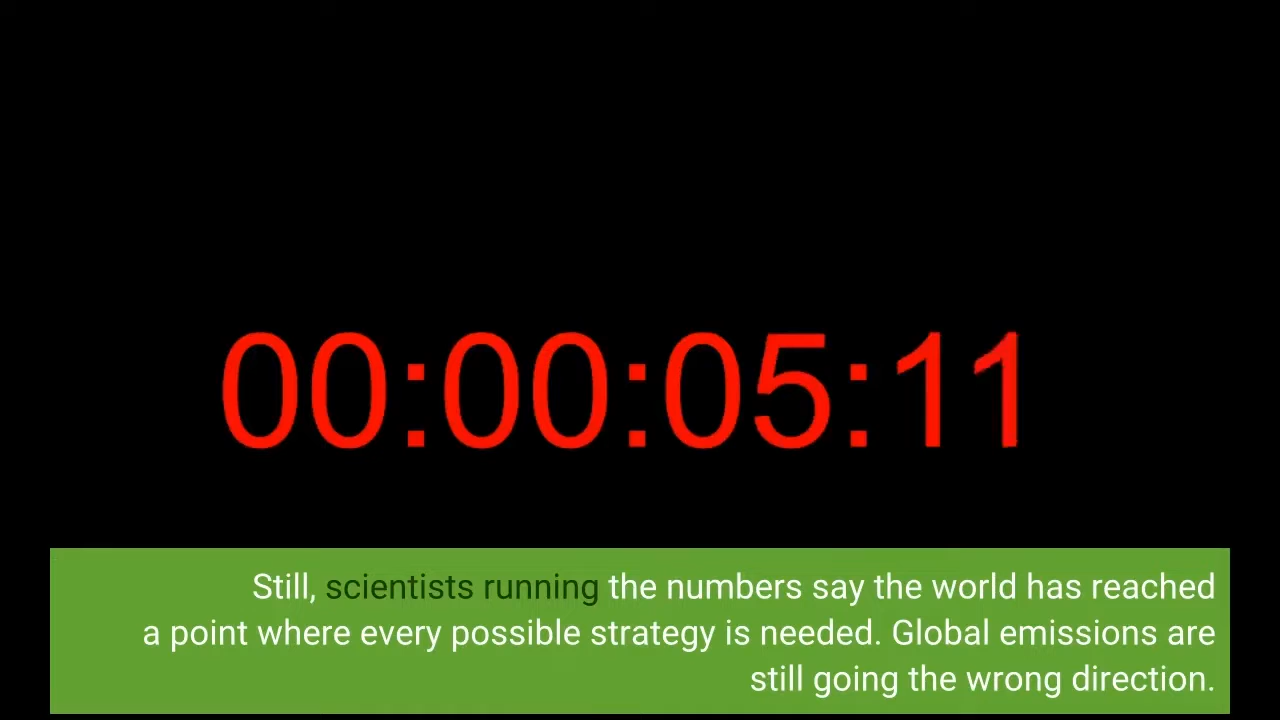 00:00:05:11
Still, scientists running the numbers say the world has reached
a point where every possible strategy is needed. Global emissions are
still going the wrong direction.